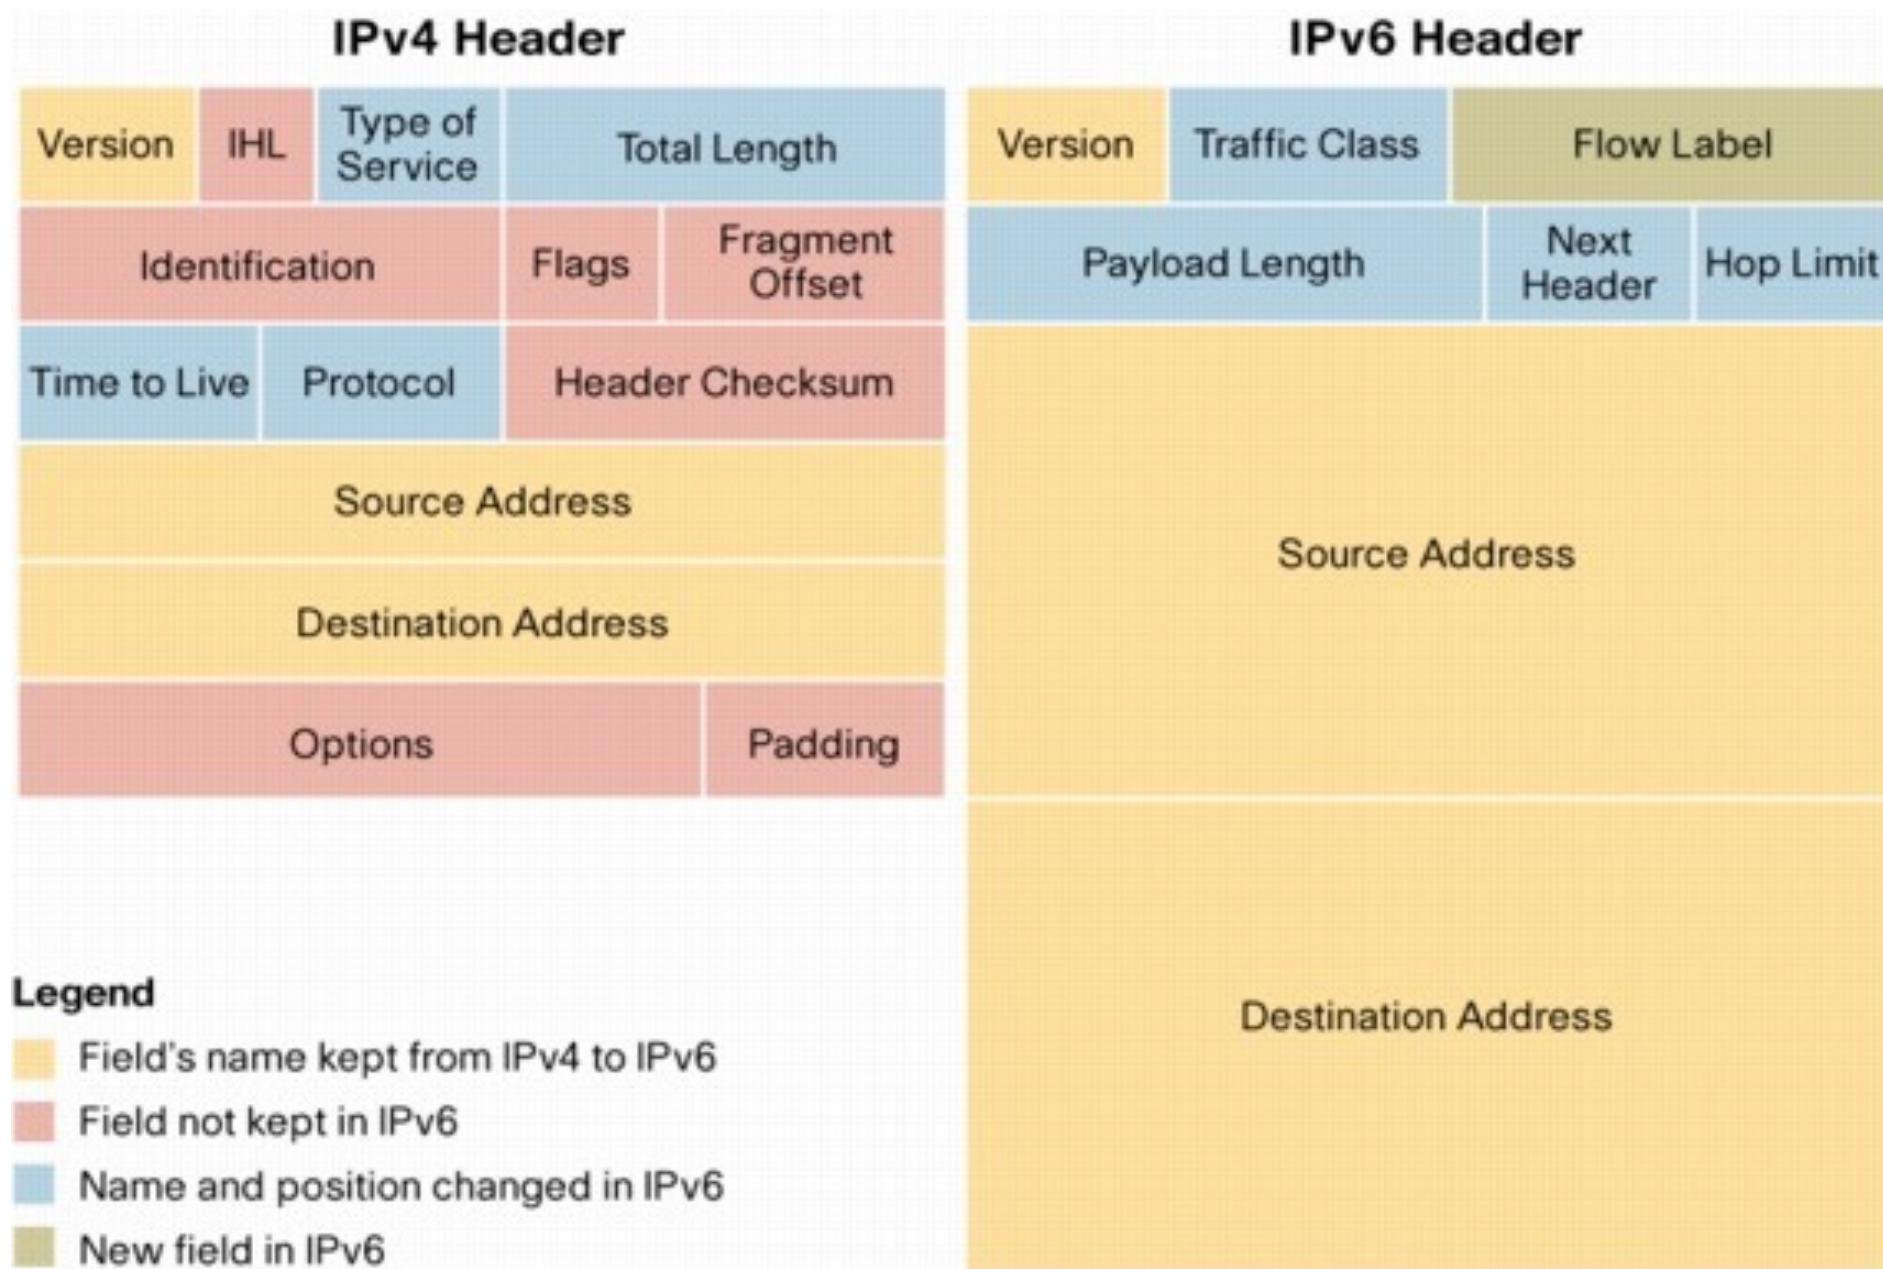 IPv4 Header
Version
IHL
Type of
Service
Total Length
Identification
Flags
Fragment
Offset
Time to Live
Protocol
Header Checksum
Source Address
Destination Address
Options
Padding
IPv6 Header
Version
Traffic Class
Flow Label
Payload Length
Next
Header
Hop Limit
Source Address
Destination Address
Legend
Field's name kept from IPv4 to IPv6
Field not kept in IPv6
Name and position changed in IPv6
New field in IPv6